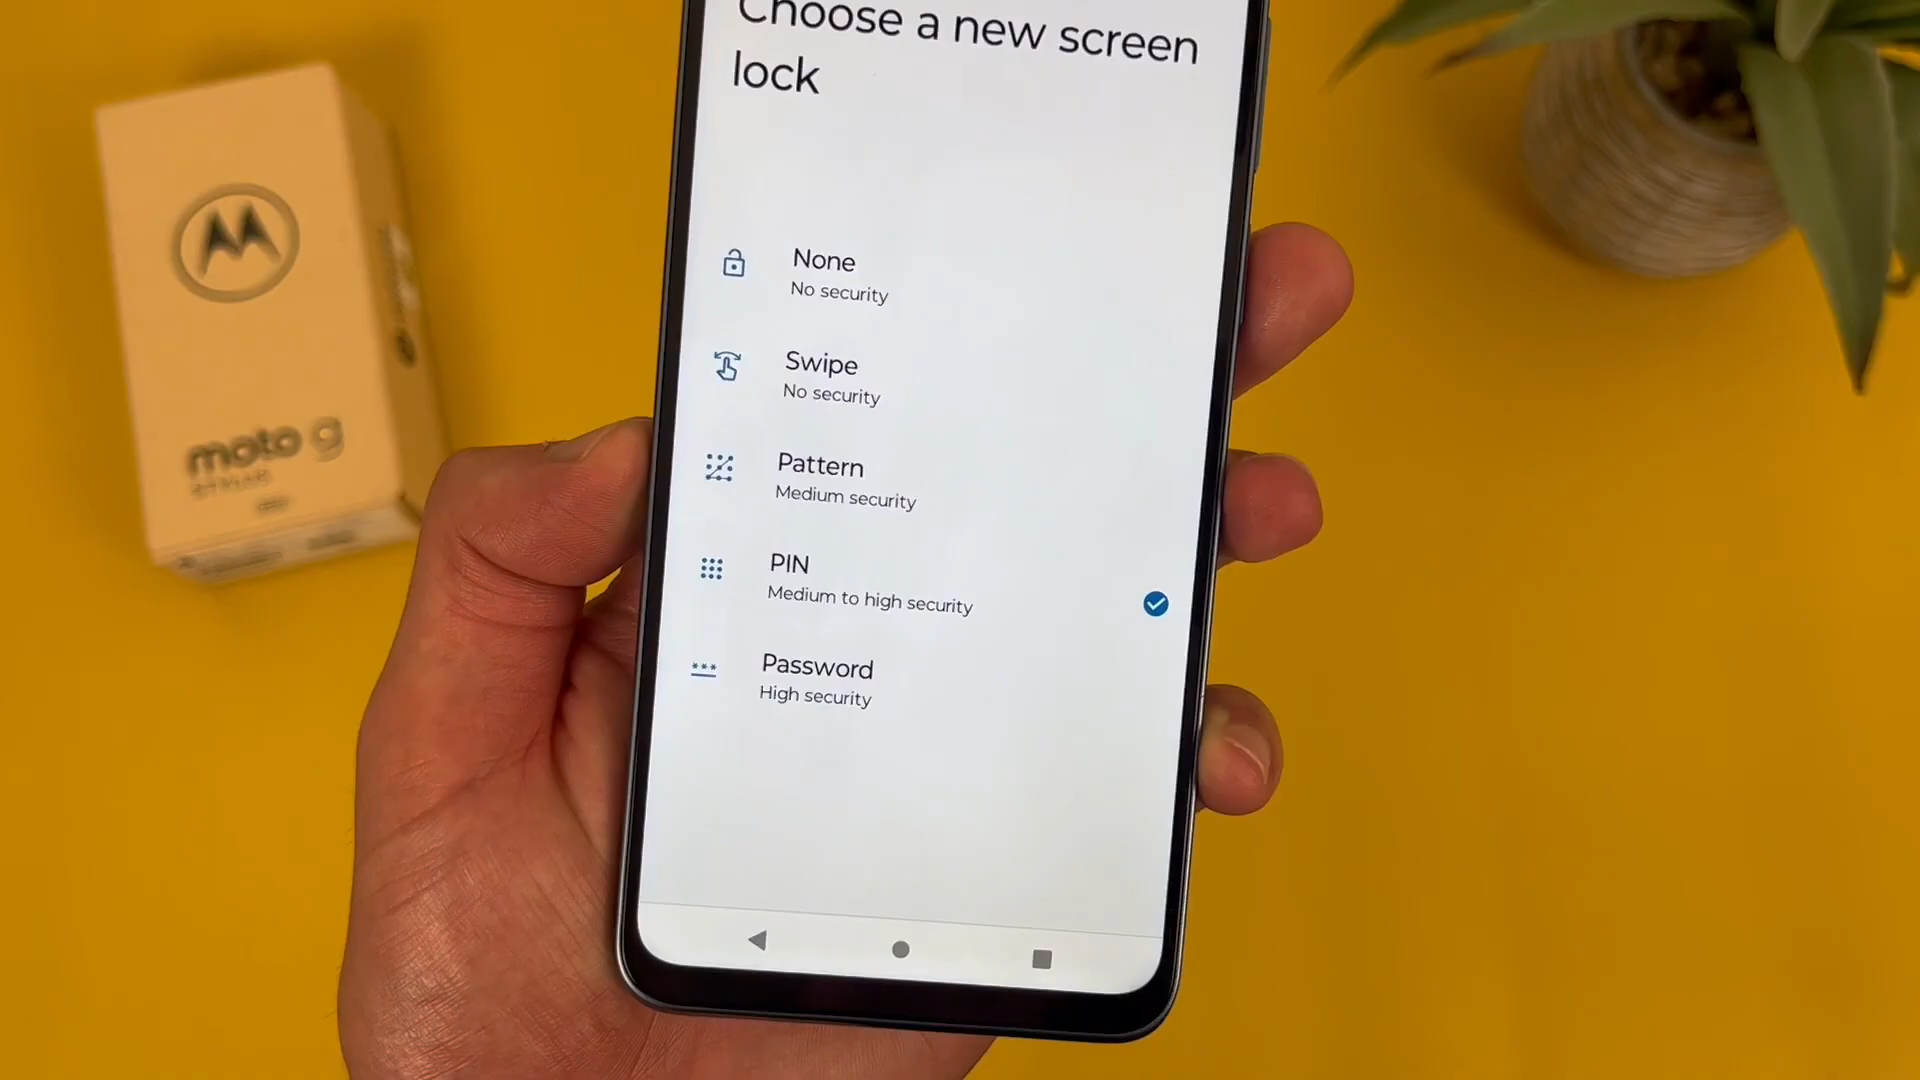 Choose a new screen
lock
None
No security
Swipe
No security
Pattern
Medium security
PIN
Medium to high security
Password
High security
moto g
STYLUS